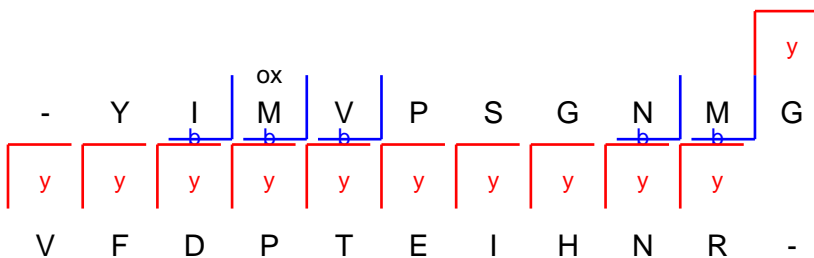 y
ox
- Y I M V P S G N M G
b b b b b
y y y y y y y y y y
V F D P T E I H N R -